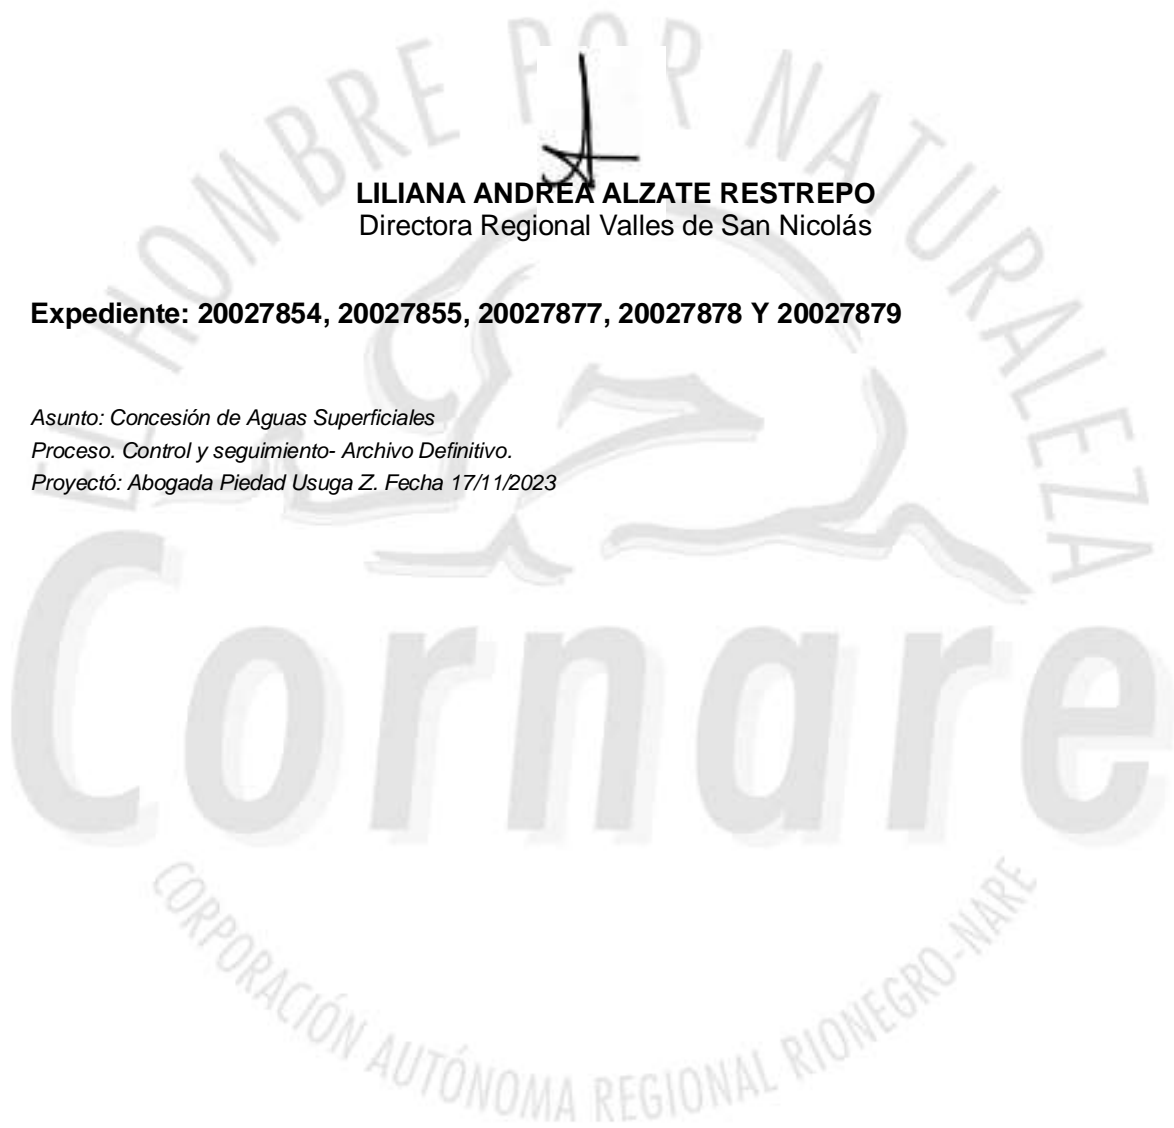 EL HOMBRE POR NATURALEZA
LILIANA ANDREA ALZATE RESTREPO
Directora Regional Valles de San Nicolás
Expediente: 20027854, 20027855, 20027877, 20027878 Y 20027879
Asunto: Concesión de Aguas Superficiales
Proceso. Control y seguimiento- Archivo Definitivo.
Proyectó: Abogada Piedad Usuga Z. Fecha 17/11/2023
Cornare
CORPORACIÓN AUTÓNOMA REGIONAL RIONEGRO-NARE